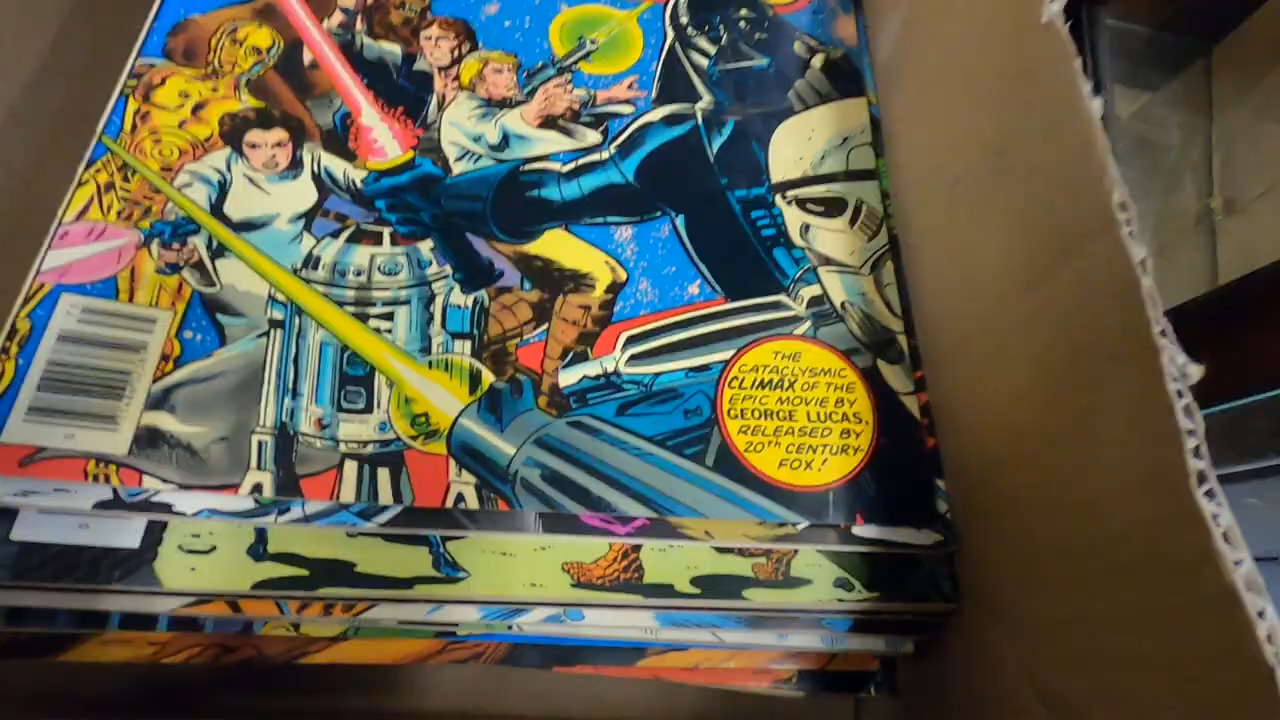 THE
CATACLYSMIC
CLIMAX OF THE
EPIC MOVIE BY
GEORGE LUCAS,
RELEASED BY
20TH CENTURY-
FOX!